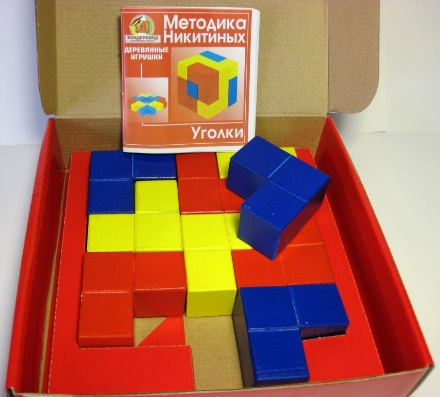 Методика
Никитиных
ДЕРЕВЯННЫЕ
ИГРУШКИ
Уголки